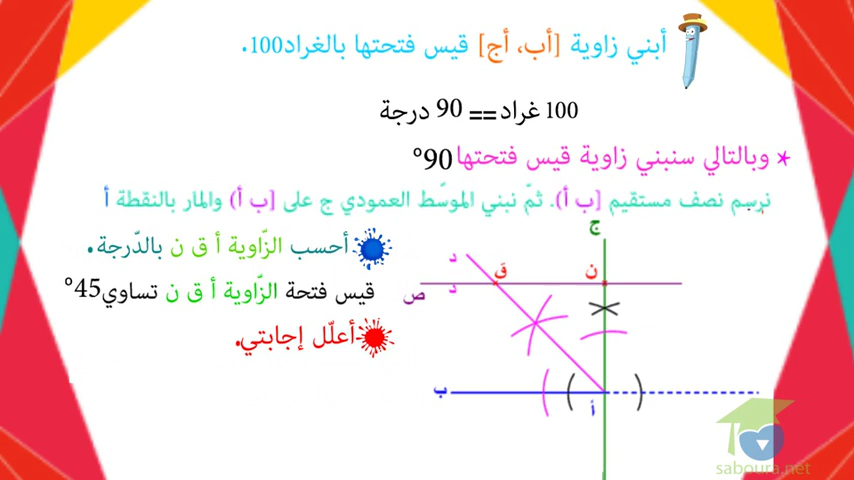 أبني زاوية [أب، أج] قيس فتحتها بالغراد100.
100 غراد== 90 درجة
* وبالتالي سنبني زاوية قيس فتحتها 90°
نرسم نصف مستقيم [ب أ). ثمّ نبني الموسّط العمودي ج على [ب أ) والمار بالنقطة أ
أحسب الزّاوية أ ق ن بالدّرجة.
قيس فتحة الزّاوية أ ق ن تساوي45°
أعلّل إجابتي.
ج
د
ق
ن
ص
د
ب
أ
saboura.net